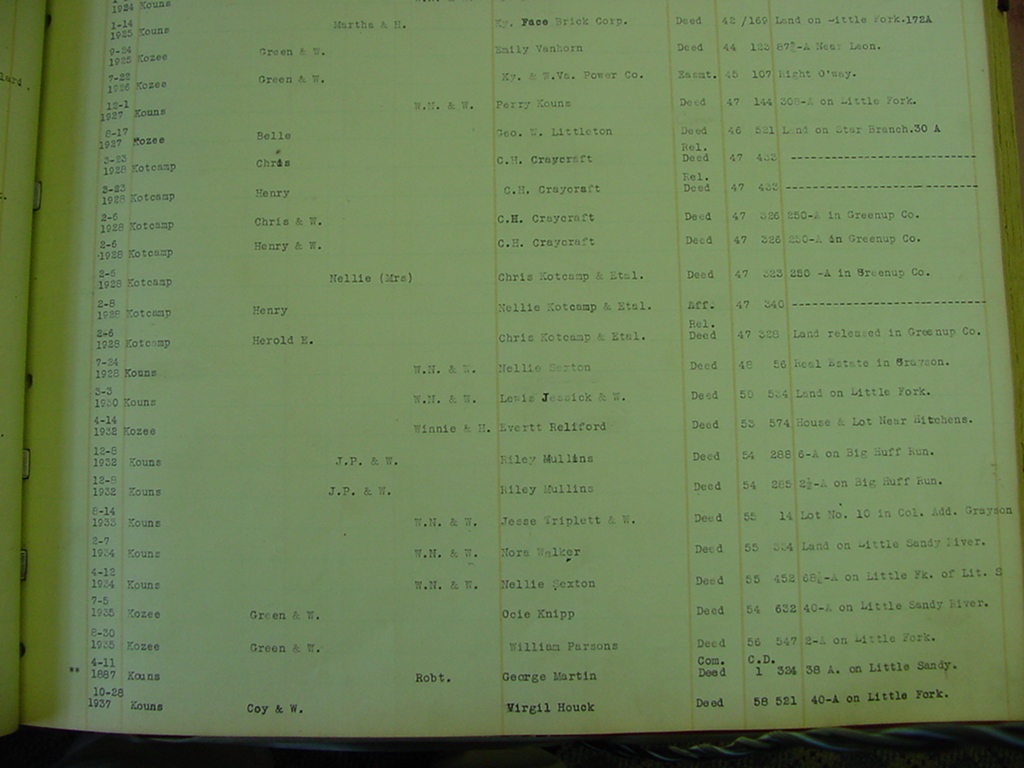 1934 Kouns
1-14
1925 Kouns Martha & H. Ky. Face Brick Corp. Deed 42/169 Land on Little Fork.172A
9-24
1925 Kozee Green & W. Emily Vanhorn Deed 44 Near Leon.
7-22
1926 Kozee Green & W. Ky. & W.Va. Power Co. Easmt. 45 107 Right O'way.
12-1
1927 Kouns W.N. & W. Perry Kouns Deed 47 144 on Little Fork.
8-17
1927 Kozee Belle Geo. W. Littleton Deed 46 521 Land on Star Branch.30 A
Rel.
1928 Kotcamp Chris C.H. Craycraft Deed 47 ------------------------------
Rel.
1928 Kotcamp Henry C.H. Craycraft Deed 47 ------------------------------
2-6
1928 Kotcamp Chris & W. C.H. Craycraft Deed 47 326 250-A in Greenup Co.
2-6
1928 Kotcamp Henry & W. C.H. Craycraft Deed 47 326 250-A in Greenup Co.
2-6
1928 Kotcamp Nellie (Mrs) Chris Kotcamp & Etal. Deed 47 323 250 -A in Greenup Co.
2-8
1928 Kotcamp Henry Nellie Kotcamp & Etal. Aff. 47 340 ------------------------------
2-6 Rel.
1928 Kotcamp Herold E. Chris Kotcamp & Etal. Deed 47 328 Land released in Greenup Co.
7-24
1928 Kouns W.N. & W. Nellie Sexton Deed 48 56 Real Estate in Grayson.
3-3
1930 Kouns W.N. & W. Lewis Jessick & W. Deed 50 534 Land on Little Fork.
4-14
1932 Kozee Winnie & H. Evertt Reliford Deed 53 574 House & Lot Near Hitchens.
12-8
1932 Kouns J.P. & W. Riley Mullins Deed 54 288 6-A on Big Huff Run.
12-8
1932 Kouns J.P. & W. Riley Mullins Deed 54 285 2½-A on Big Huff Run.
8-14
1933 Kouns W.N. & W. Jesse Triplett & W. Deed 55 14 Lot No. 10 in Col. Add. Grayson
2-7
1934 Kouns W.N. & W. Nora Walker Deed 55 334 Land on Little Sandy River.
4-12
1934 Kouns W.N. & W. Nellie Sexton Deed 55 452 on Little Fk. of Lit. S
7-5
1935 Kozee Green & W. Ocie Knipp Deed 54 632 40-A on Little Sandy River.
8-30
1935 Kozee Green & W. William Parsons Deed 56 547 2-A on Little Fork.
4-11 Com. C.D.
** 1887 Kouns Robt. George Martin Deed 1 324 38 A. on Little Sandy.
10-28
1937 Kouns Coy & W. Virgil Houck Deed 58 521 40-A on Little Fork.